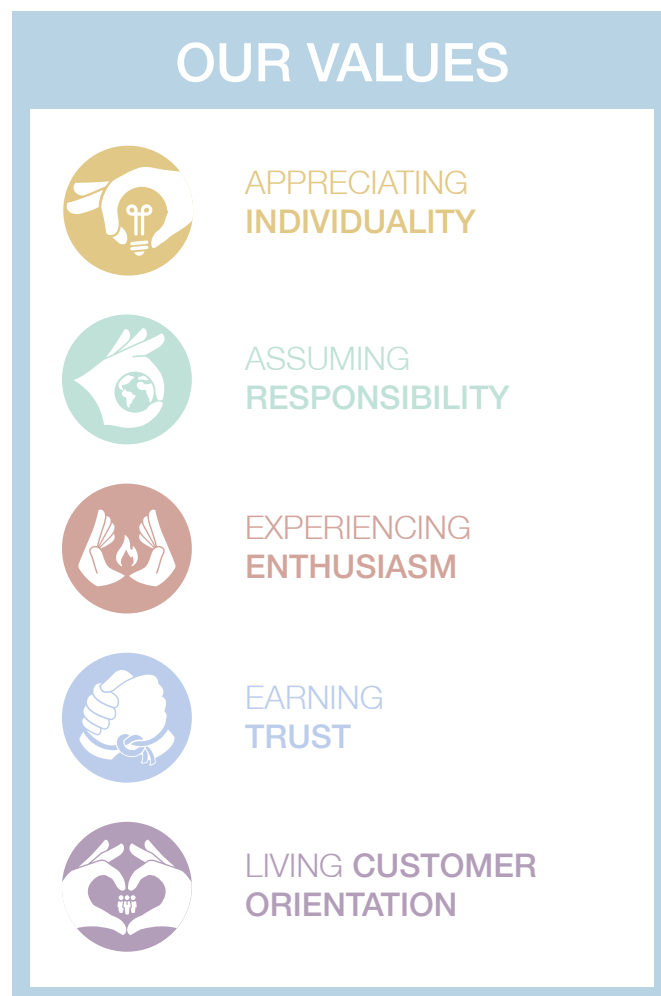 OUR VALUES
APPRECIATING
INDIVIDUALITY
ASSUMING
RESPONSIBILITY
EXPERIENCING
ENTHUSIASM
EARNING
TRUST
LIVING CUSTOMER
ORIENTATION